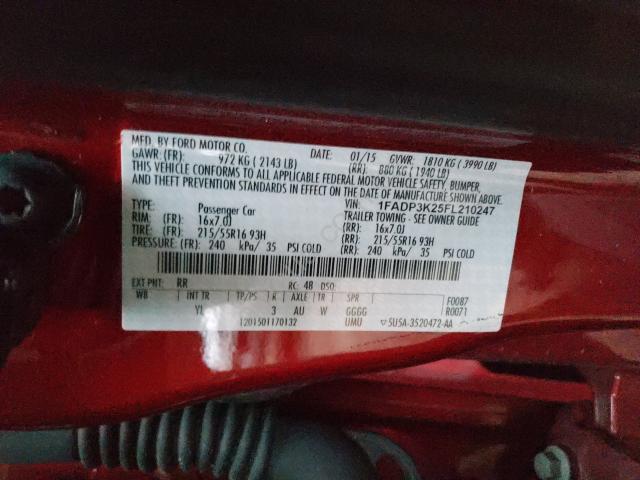 MFD. BY FORD MOTOR CO.
DATE: 01/15 GVWR: 1810 KG ( 3990 LB)
GAWR: (FR): 972 KG ( 2143 LB) (RR): 880 KG ( 1940 LB)
THIS VEHICLE CONFORMS TO ALL APPLICABLE FEDERAL MOTOR VEHICLE SAFETY, BUMPER,
AND THEFT PREVENTION STANDARDS IN EFFECT ON THE DATE OF MANUFACTURE SHOWN ABOVE.
VIN: 1FADP3K25FL210247
TYPE: Passenger Car TRAILER TOWING - SEE OWNER GUIDE
RIM: (FR): 16x7.0J (RR): 16x7.0J
TIRE: (FR): 215/55R16 93H (RR): 215/55R16 93H
PRESSURE: (FR): 240 kPa/ 35 PSI COLD (RR): 240 kPa/ 35 PSI COLD
EXT PNT: RR RC: 48 DSO:
WB INT TR TP/PS R AXLE TR SPR F0087
YL 3 AU W GGGG R0071
1201501170132 UMU ▽5U5A-3520472-AA